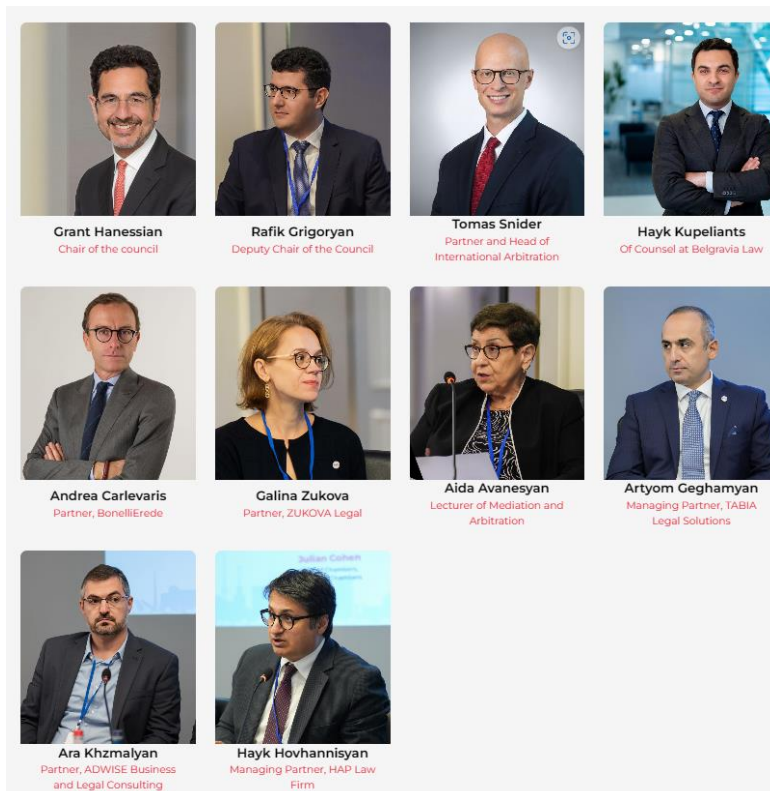 Grant Hanessian
Chair of the council
Rafik Grigoryan
Deputy Chair of the Council
Tomas Snider
Partner and Head of
International Arbitration
Hayk Kupeliants
Of Counsel at Belgravia Law
Andrea Carlevaris
Partner, BonelliErede
Galina Zukova
Partner, ZUKOVA Legal
Aida Avanesyan
Lecturer of Mediation and
Arbitration
Artyom Geghamyan
Managing Partner, TABIA
Legal Solutions
Julian Cohen
Ara Khzmalyan
Partner, ADWISE Business
and Legal Consulting
Hayk Hovhannisyan
Managing Partner, HAP Law
Firm